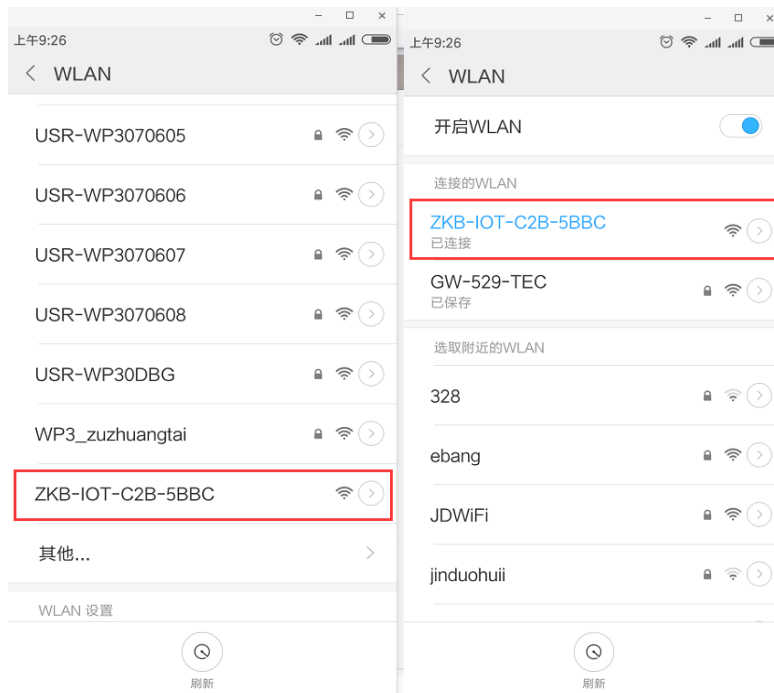 上午9:26
WLAN
USR-WP3070605
USR-WP3070606
USR-WP3070607
USR-WP3070608
USR-WP30DBG
WP3_zuzhuangtai
ZKB-IOT-C2B-5BBC
其他...
WLAN 设置
刷新
上午9:26
WLAN
开启WLAN
连接的WLAN
ZKB-IOT-C2B-5BBC
已连接
GW-529-TEC
已保存
选取附近的WLAN
328
ebang
JDWiFi
jinduohuii
刷新